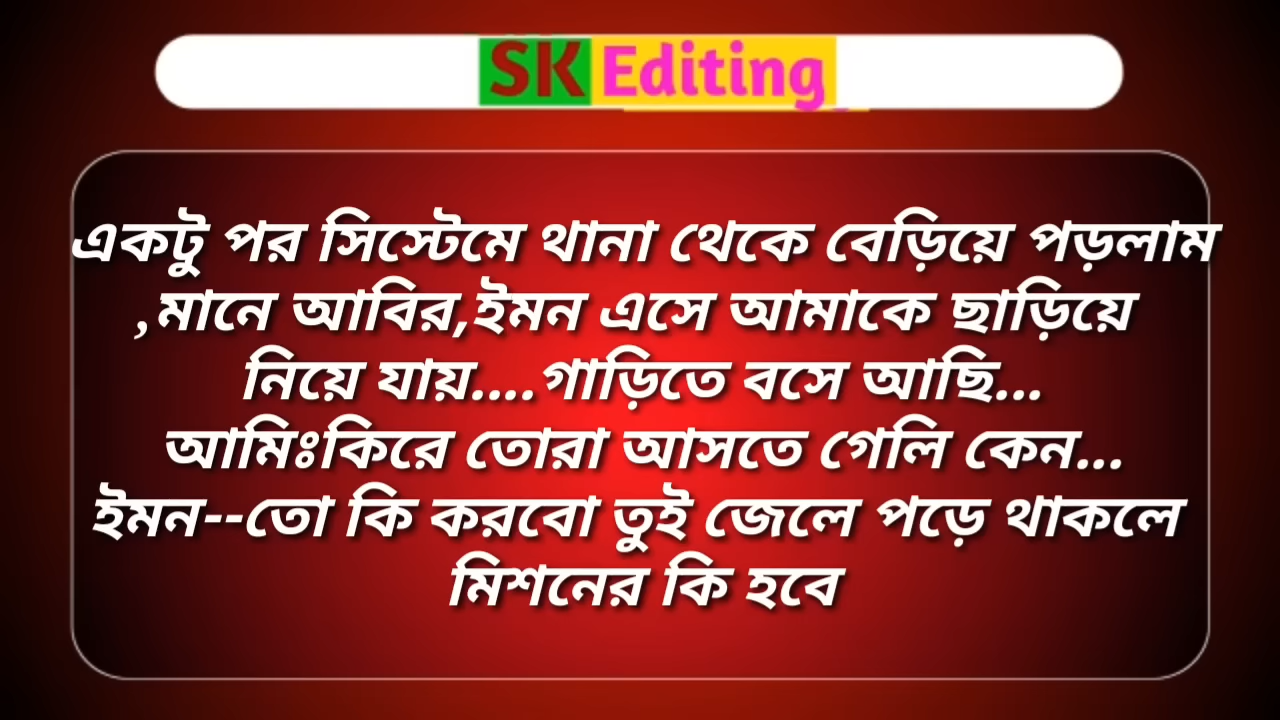 SK Editing
একটু পর সিস্টেমে থানা থেকে বেড়িয়ে পড়লাম
,মানে আবির,ইমন এসে আমাকে ছাড়িয়ে
নিয়ে যায়....গাড়িতে বসে আছি...
আমিঃকিরে তোরা আসতে গেলি কেন...
ইমন--তো কি করবো তুই জেলে পড়ে থাকলে
মিশনের কি হবে